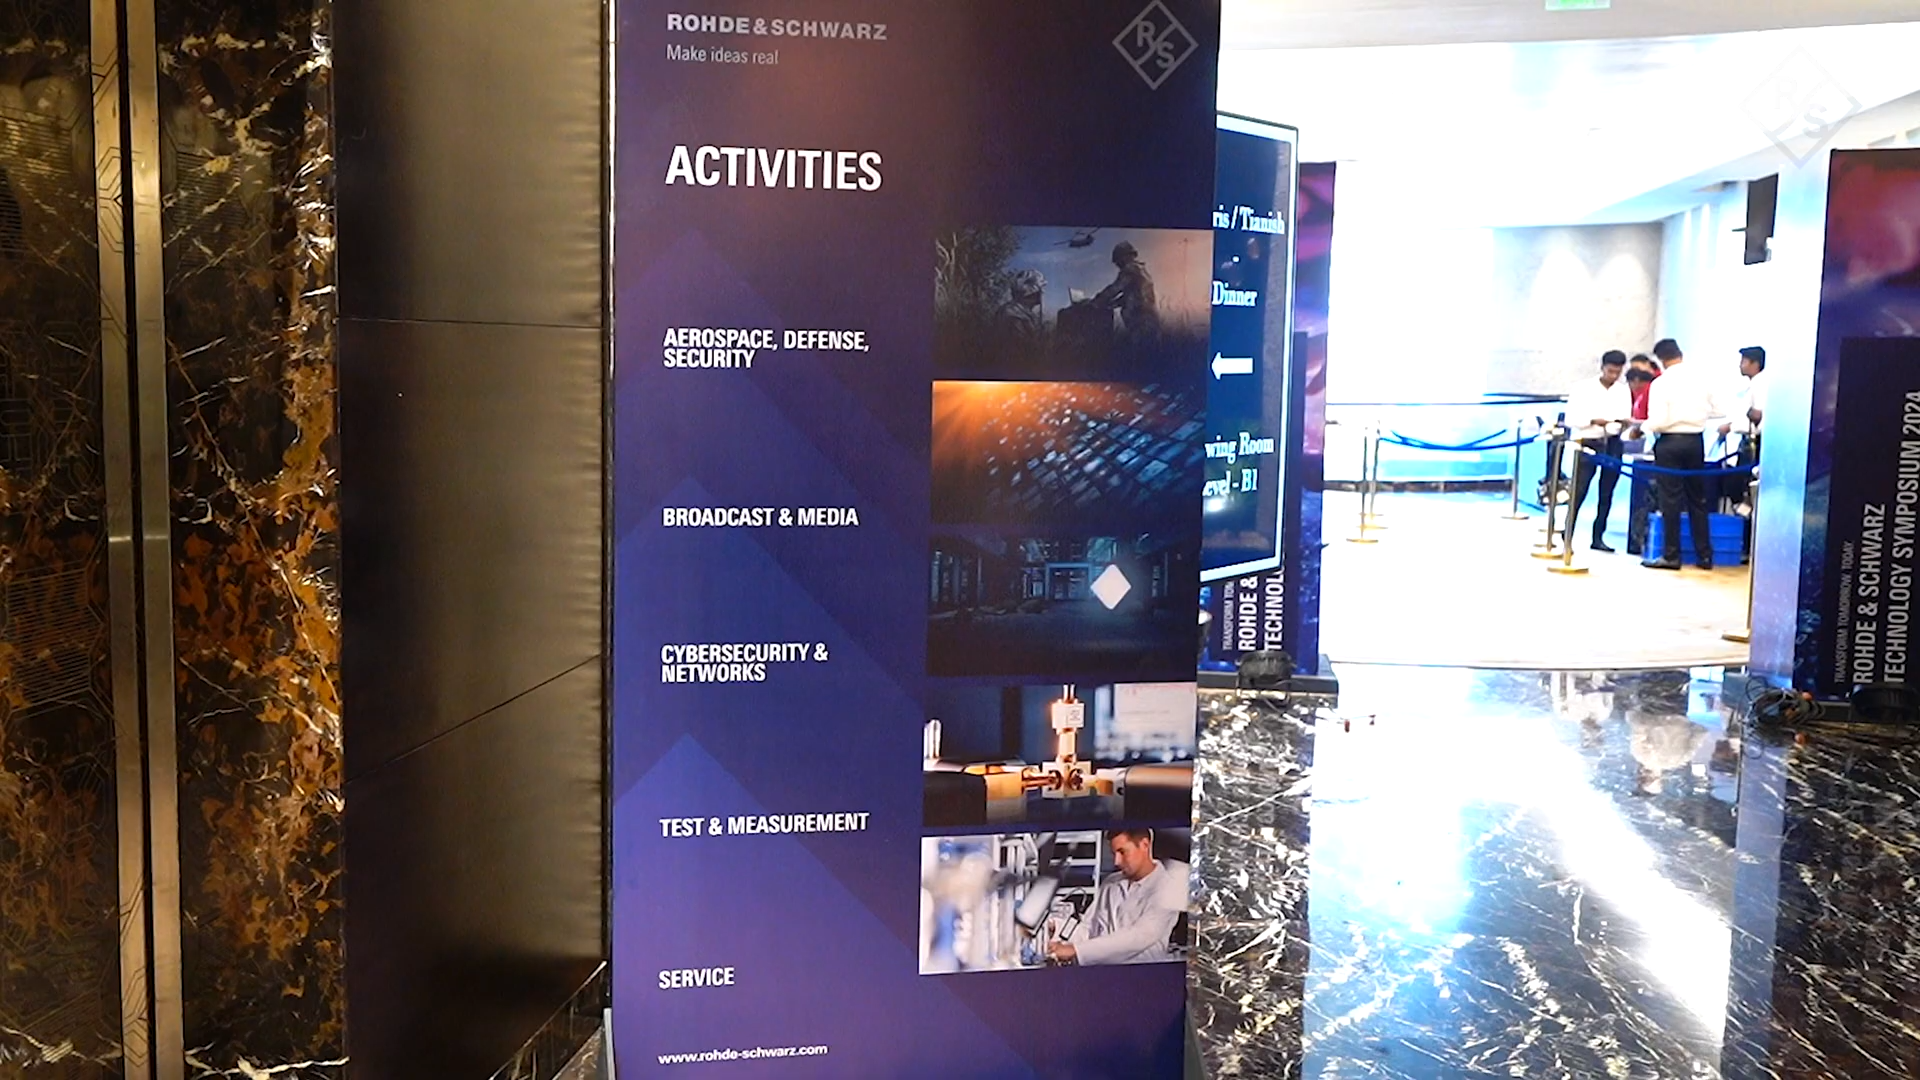 ROHDE&SCHWARZ
Make ideas real
R S
ACTIVITIES
AEROSPACE, DEFENSE,
SECURITY
BROADCAST & MEDIA
CYBERSECURITY &
NETWORKS
TEST & MEASUREMENT
SERVICE
www.rohde-schwarz.com
Dinner
Room
- B1
ROHDE &
R S
TRANSFORM TOMORROW. TODAY
ROHDE & SCHWARZ
TECHNOLOGY SYMPOSIUM 2024